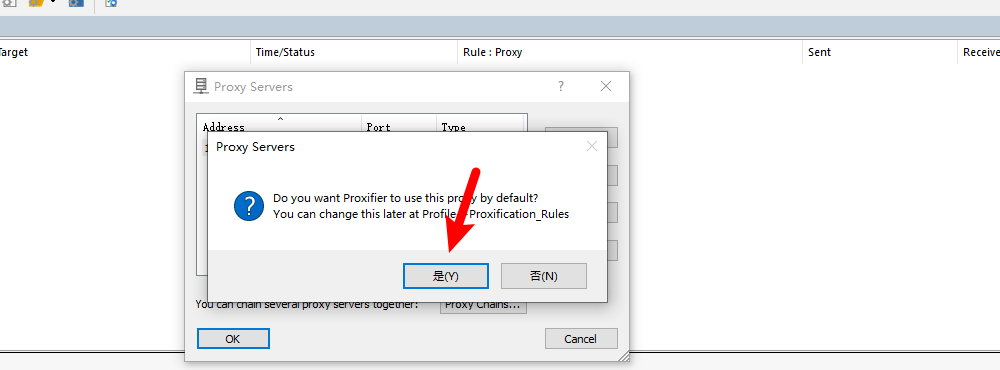 Target Time/Status Rule : Proxy Sent Receive
Proxy Servers
Address Port Type
Proxy Servers
Do you want Proxifier to use this proxy by default?
You can change this later at Profile Proxification_Rules
是(Y) 否(N)
You can chain several proxy servers together: Proxy Chains...
OK Cancel